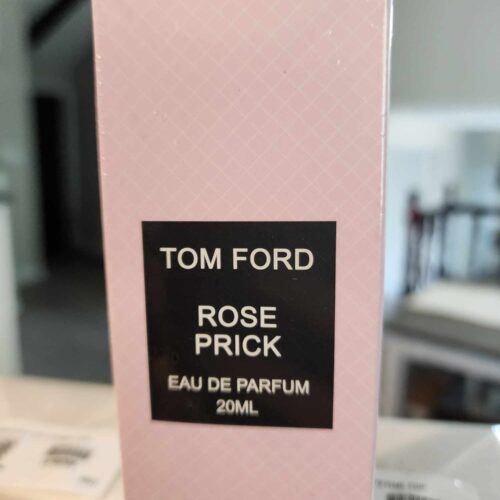 TOM FORD
ROSE
PRICK
EAU DE PARFUM
20ML